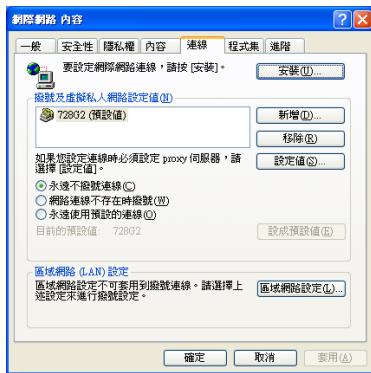 網際網路 內容
一般 安全性 隱私權 內容 連線 程式集 進階
要設定網際網路連線，請按 [安裝]。
安裝(U)...
撥號及虛擬私人網路設定值(N)
728G2 (預設值)
新增(D)...
移除(R)
如果您設定連線時必須設定 proxy 伺服器，請
選擇 [設定值]。
設定值(S)...
永遠不撥號連線(C)
網路連線不存在時撥號(W)
永遠使用預設的連線(O)
目前的預設值: 728G2
設成預設值(E)
區域網路 (LAN) 設定
區域網路設定不可套用到撥號連線。請選擇上
述設定來進行撥號設定。
區域網路設定(L)...
確定 取消 套用(A)